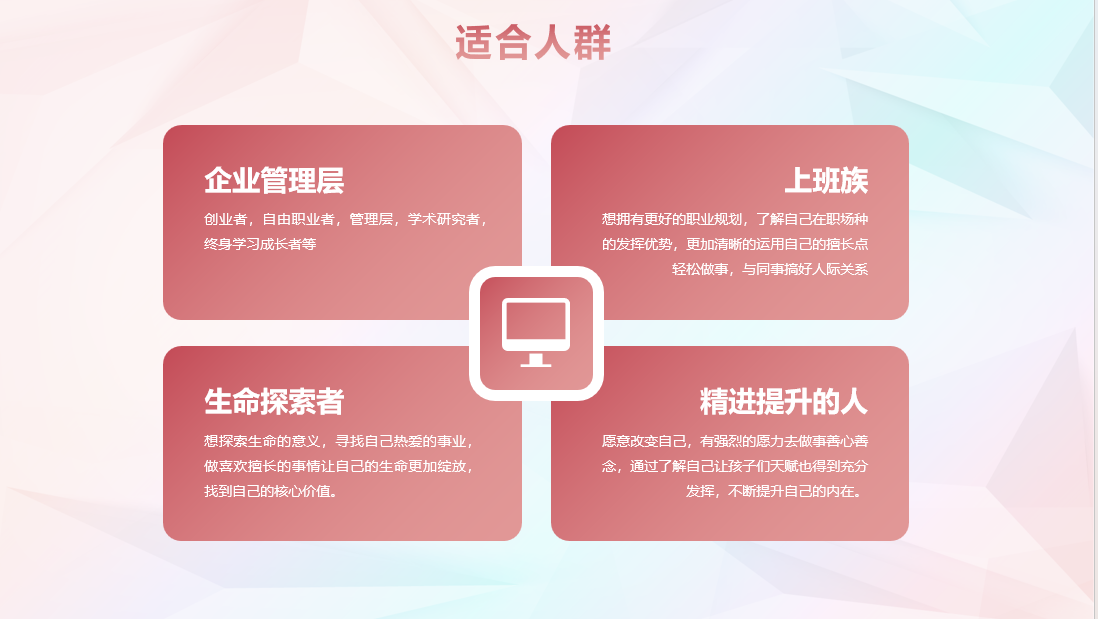 适合人群
企业管理层
创业者，自由职业者，管理层，学术研究者，
终身学习成长者等
上班族
想拥有更好的职业规划，了解自己在职场种
的发挥优势，更加清晰的运用自己的擅长点
轻松做事，与同事搞好人际关系
生命探索者
想探索生命的意义，寻找自己热爱的事业，
做喜欢擅长的事情让自己的生命更加绽放，
找到自己的核心价值。
精进提升的人
愿意改变自己，有强烈的愿力去做事善心善
念，通过了解自己让孩子们天赋也得到充分
发挥，不断提升自己的内在。